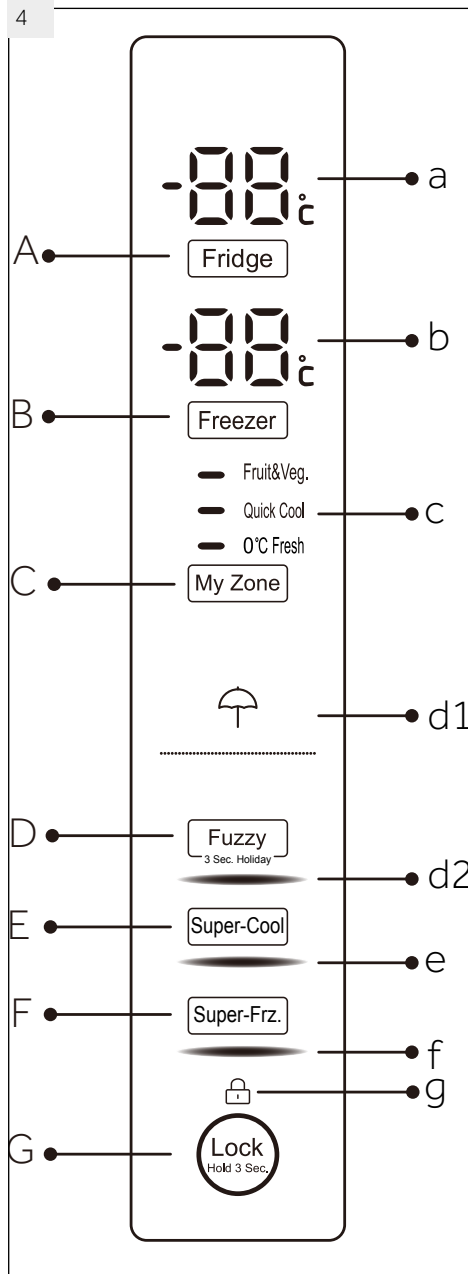 4
-88°c
a
A
Fridge
-88°c
b
B
Freezer
Fruit&Veg.
Quick Cool
c
0°C Fresh
C
My Zone
d1
D
Fuzzy
3 Sec. Holiday
d2
E
Super-Cool
e
F
Super-Frz.
f
g
G
Lock
Hold 3 Sec.